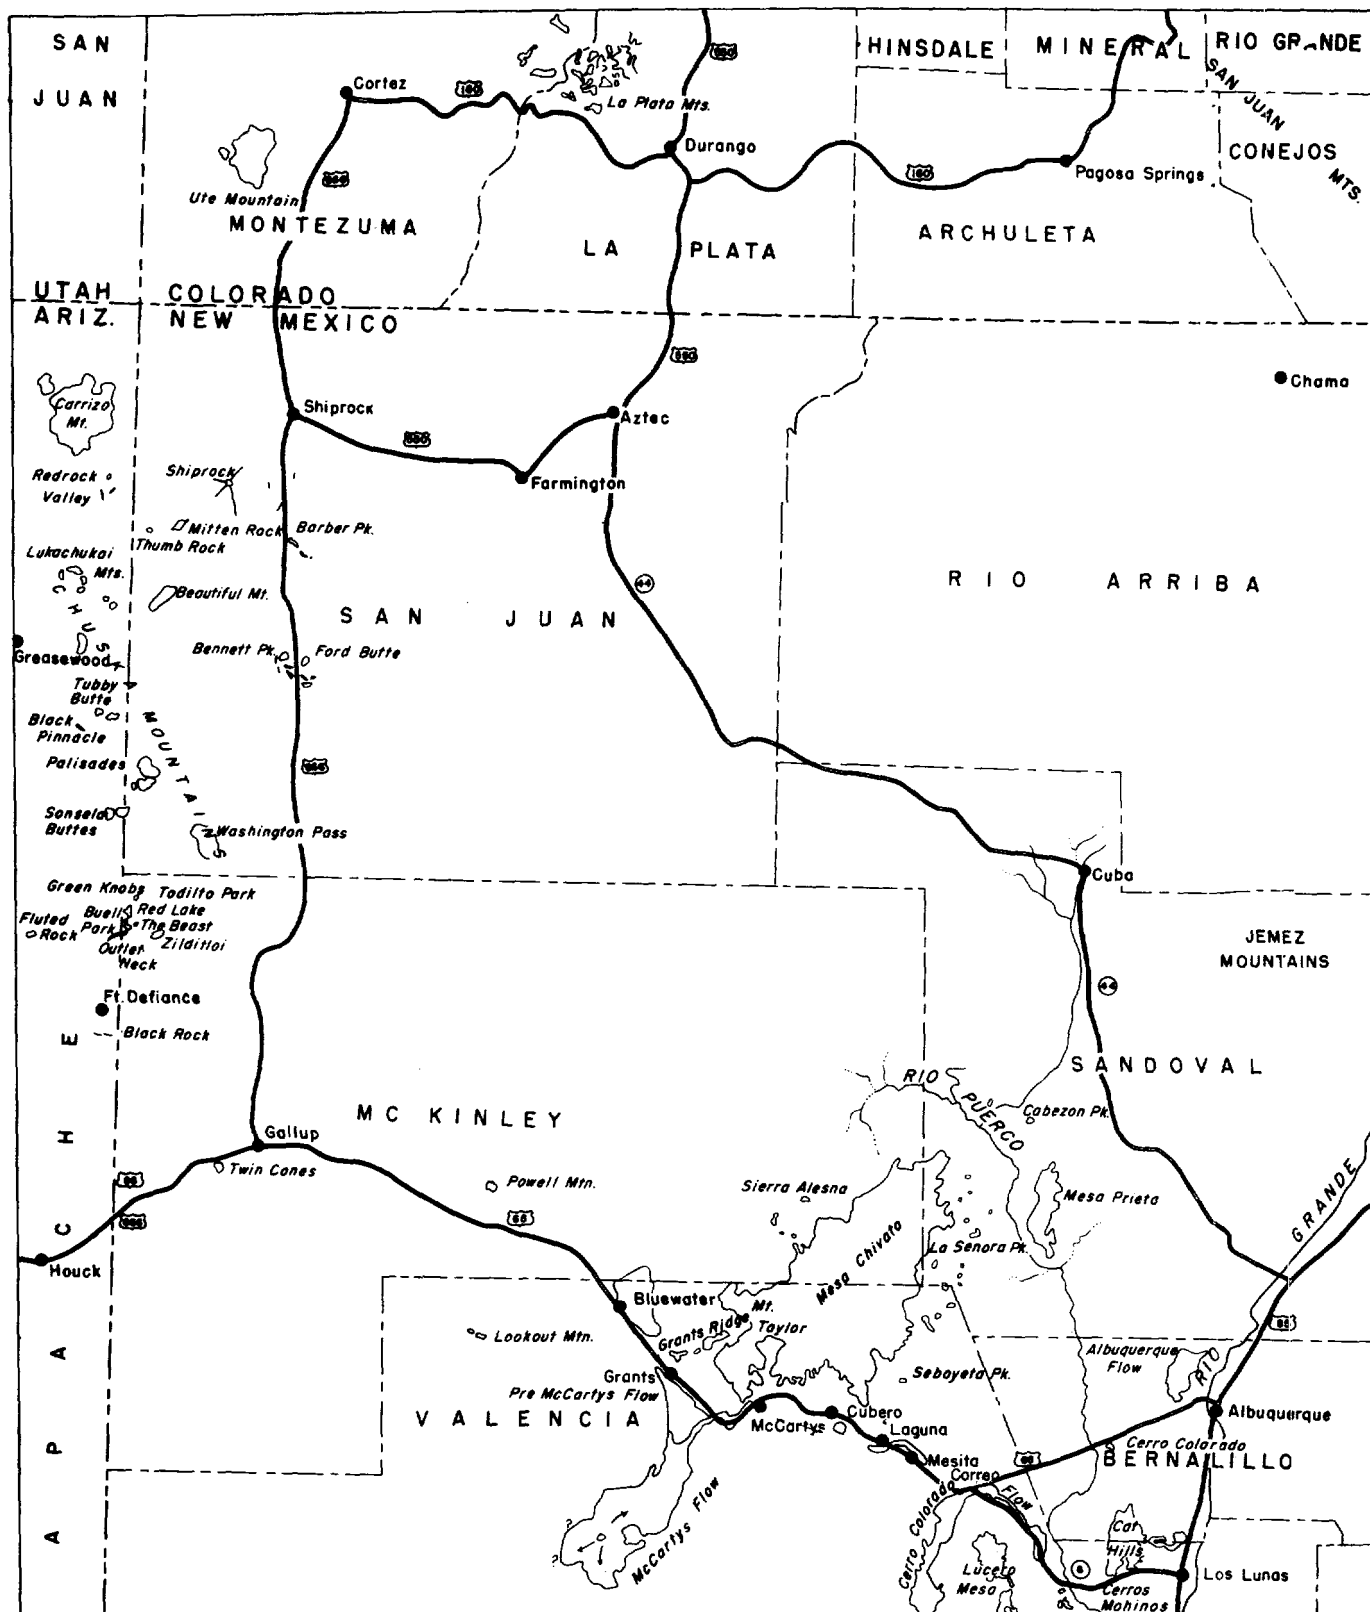 SAN
JUAN
HINSDALE
MINERAL
RIO GRANDE
SAN JUAN
MTS.
CONEJOS
Cortez
160
550
La Plata Mts.
Durango
160
Pagosa Springs
Ute Mountain
666
MONTEZUMA
LA PLATA
ARCHULETA
UTAH
COLORADO
ARIZ.
NEW MEXICO
550
Chama
Carrizo
Mt.
Shiprock
Aztec
550
Redrock
Valley
Shiprock
Farmington
Mitten Rock
Barber Pk.
Thumb Rock
Lukachukai
Mts.
Beautiful Mt.
CHUSKA
MOUNTAINS
44
RIO ARRIBA
SAN JUAN
Greasewood
Bennett Pk.
Ford Butte
Tubby
Butte
Black
Pinnacle
Palisades
666
Sonsela
Buttes
Washington Pass
Cuba
Green Knobs
Todilto Park
Buell
Park
Red Lake
Fluted
Rock
The Beast
Zilditloi
Outlet
Neck
JEMEZ
MOUNTAINS
Ft. Defiance
44
Black Rock
APACHE
SANDOVAL
RIO
PUERCO
Cabezon Pk.
MC KINLEY
Gallup
Twin Cones
66
666
Powell Mtn.
66
Sierra Alesna
Mesa Prieta
Mesa Chivato
La Senora Pk.
RIO
GRANDE
Houck
Bluewater
Mt.
Taylor
Grants Ridge
Lookout Mtn.
85
Albuquerque
Flow
Grants
Pre McCartys Flow
Seboyeta Pk.
VALENCIA
McCartys
Cubero
Laguna
Albuquerque
Mesita
66
Cerro Colorado
BERNALILLO
Correo
Flow
McCartys Flow
Cerro Colorado
Lucero
Mesa
6
Cat
Hills
Los Lunas
Cerros
Mohinos